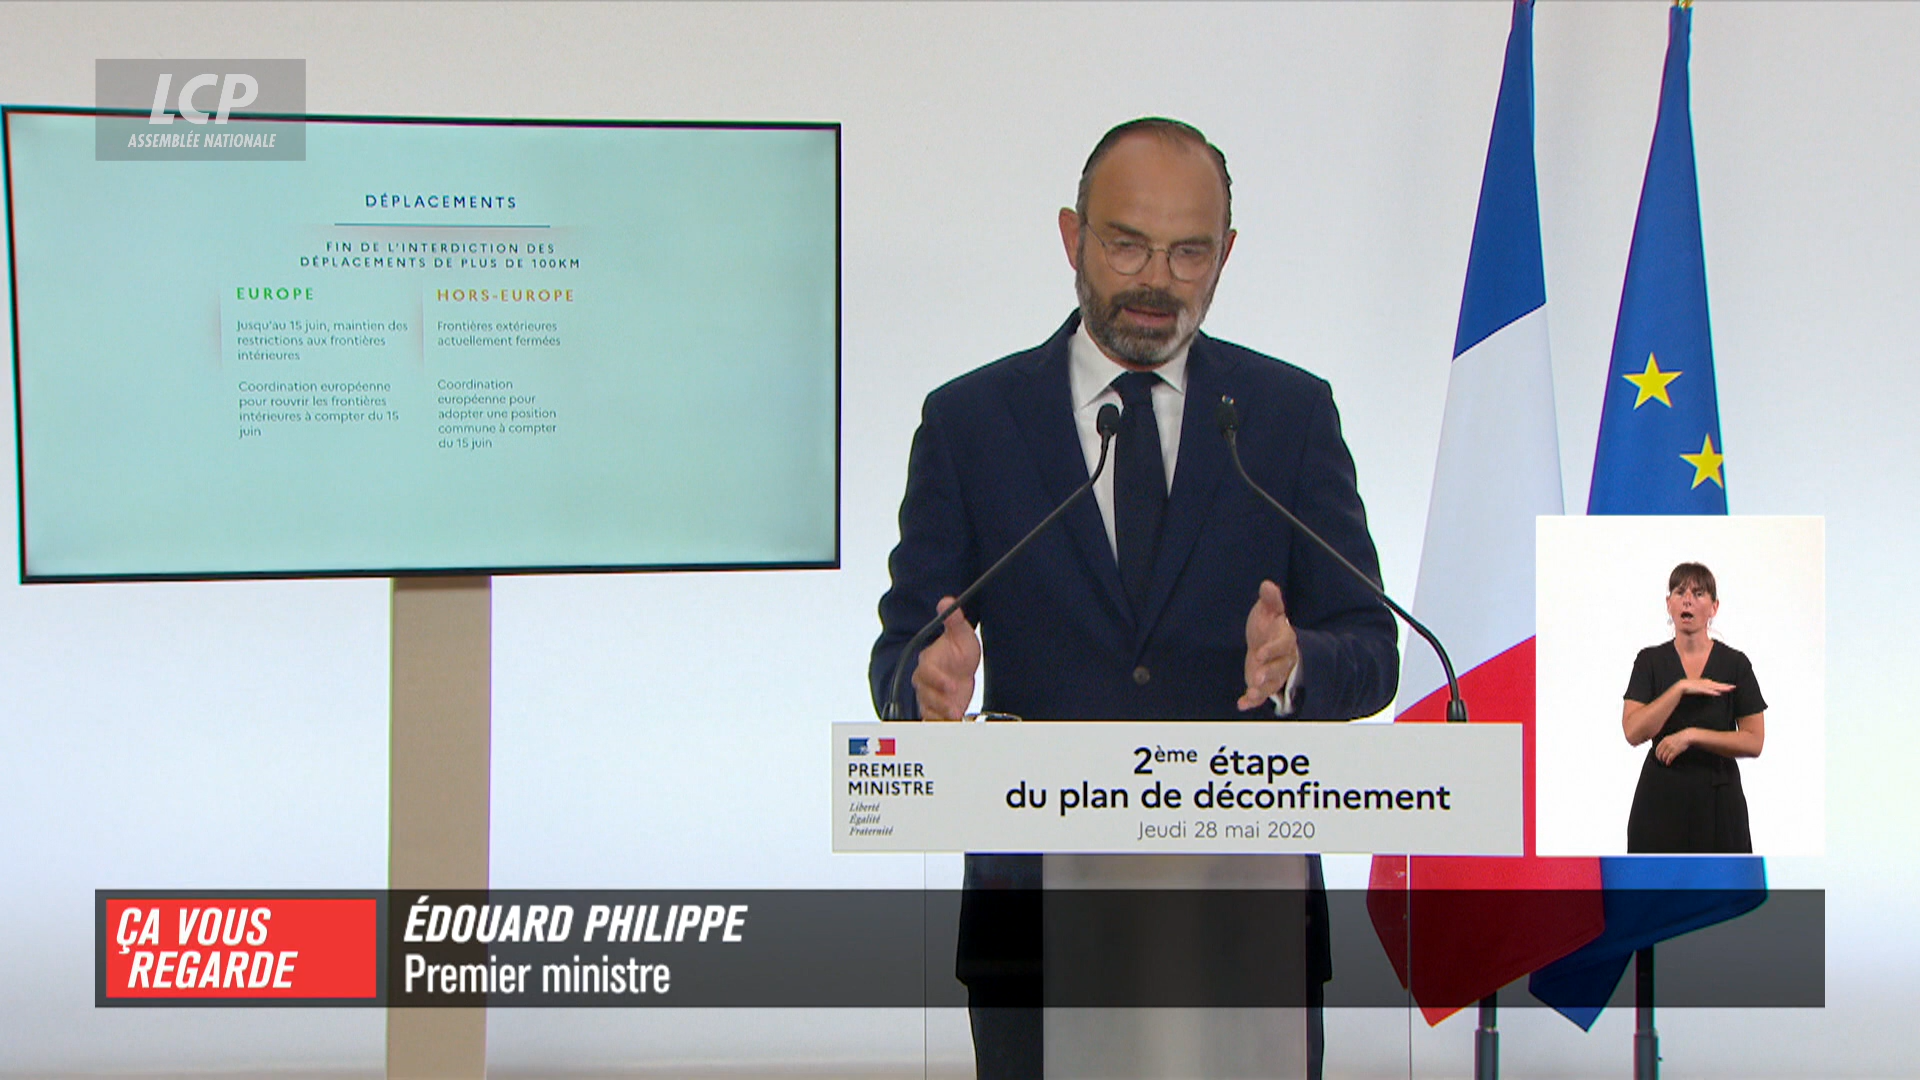 LCP
ASSEMBLÉE NATIONALE
DÉPLACEMENTS
FIN DE L'INTERDICTION DES
DÉPLACEMENTS DE PLUS DE 100KM
EUROPE
Jusqu'au 15 juin, maintien des
restrictions aux frontières
intérieures
Coordination européenne
pour rouvrir les frontières
intérieures à compter du 15
juin
HORS-EUROPE
Frontières extérieures
actuellement fermées
Coordination
européenne pour
adopter une position
commune à compter
du 15 juin
PREMIER
MINISTRE
Liberté
Égalité
Fraternité
2ème étape
du plan de déconfinement
Jeudi 28 mai 2020
ÇA VOUS
REGARDE
ÉDOUARD PHILIPPE
Premier ministre